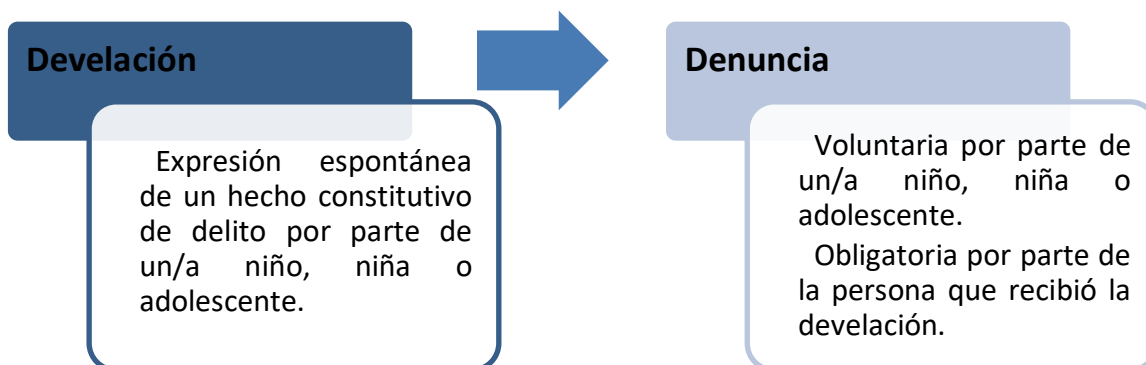 Develación
Expresión espontánea
de un hecho constitutivo
de delito por parte de
un/a niño, niña o
adolescente.
Denuncia
Voluntaria por parte de
un/a niño, niña o
adolescente.
Obligatoria por parte de
la persona que recibió la
develación.